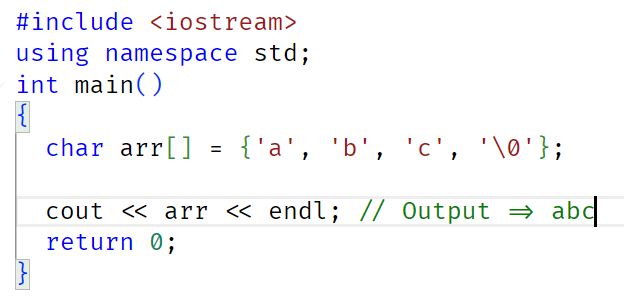 #include <iostream>
using namespace std;
int main()
{
char arr[] = {'a', 'b', 'c', '\0'};
cout << arr << endl; // Output => abc
return 0;
}